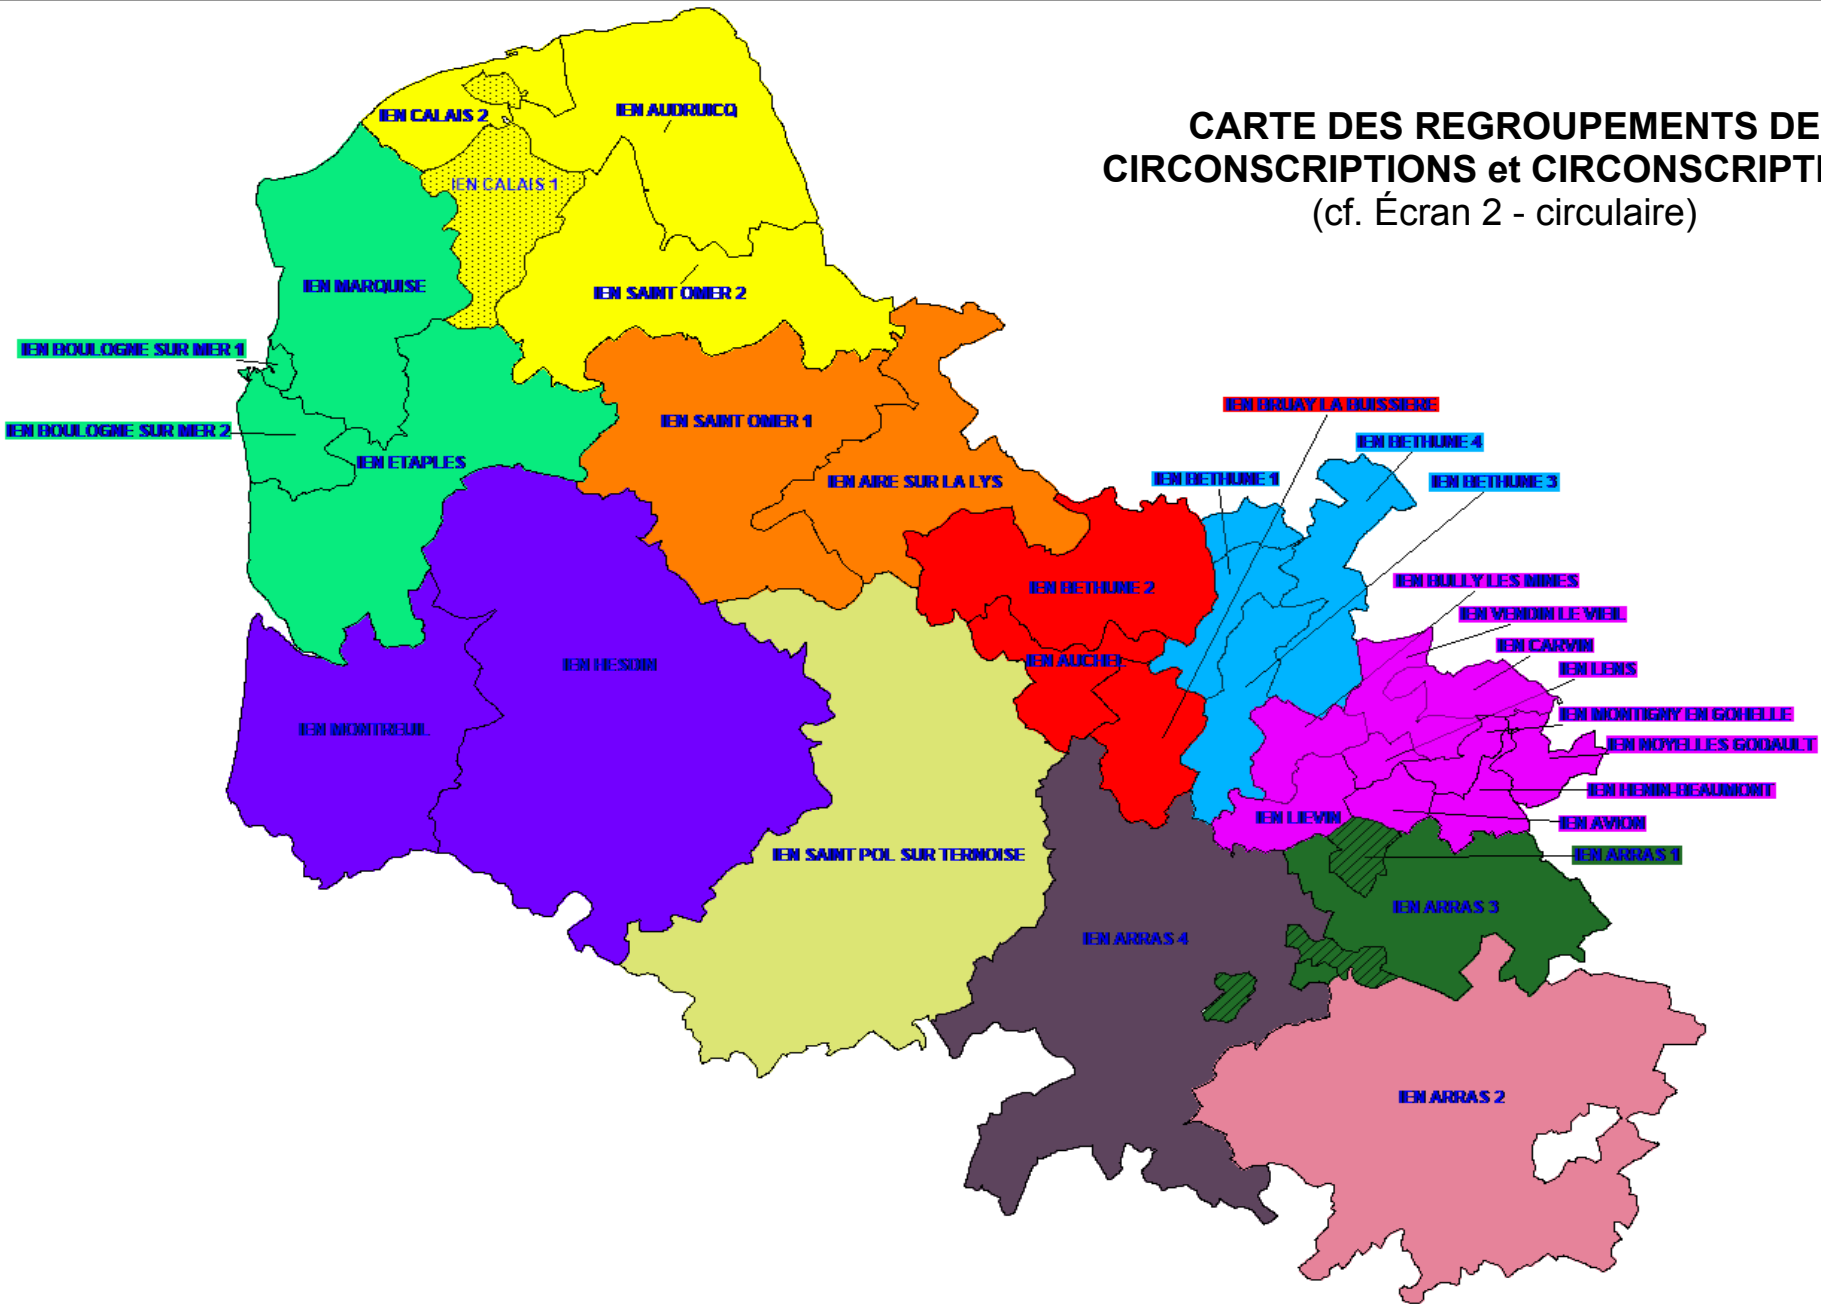 CARTE DES REGROUPEMENTS DE
CIRCONSCRIPTIONS et CIRCONSCRIPTI
(cf. Écran 2 - circulaire)
IEN CALAIS 2
IEN AUDRUICQ
IEN CALAIS 1
IEN MARQUISE
IEN SAINT OMER 2
IEN BOULOGNE SUR MER 1
IEN BOULOGNE SUR MER 2
IEN ETAPLES
IEN SAINT OMER 1
IEN AIRE SUR LA LYS
IEN BRUAY LA BUISSIERE
IEN BETHUNE 4
IEN BETHUNE 1
IEN BETHUNE 3
IEN BETHUNE 2
IEN BULLY LES MINES
IEN VENDIN LE VIEIL
IEN CARVIN
IEN LENS
IEN AUCHEL
IEN HESDIN
IEN MONTREUIL
IEN MONTIGNY EN GOHELLE
IEN NOYELLES GODAULT
IEN HENIN-BEAUMONT
IEN LIEVIN
IEN AVION
IEN SAINT POL SUR TERNOISE
IEN ARRAS 1
IEN ARRAS 3
IEN ARRAS 4
IEN ARRAS 2